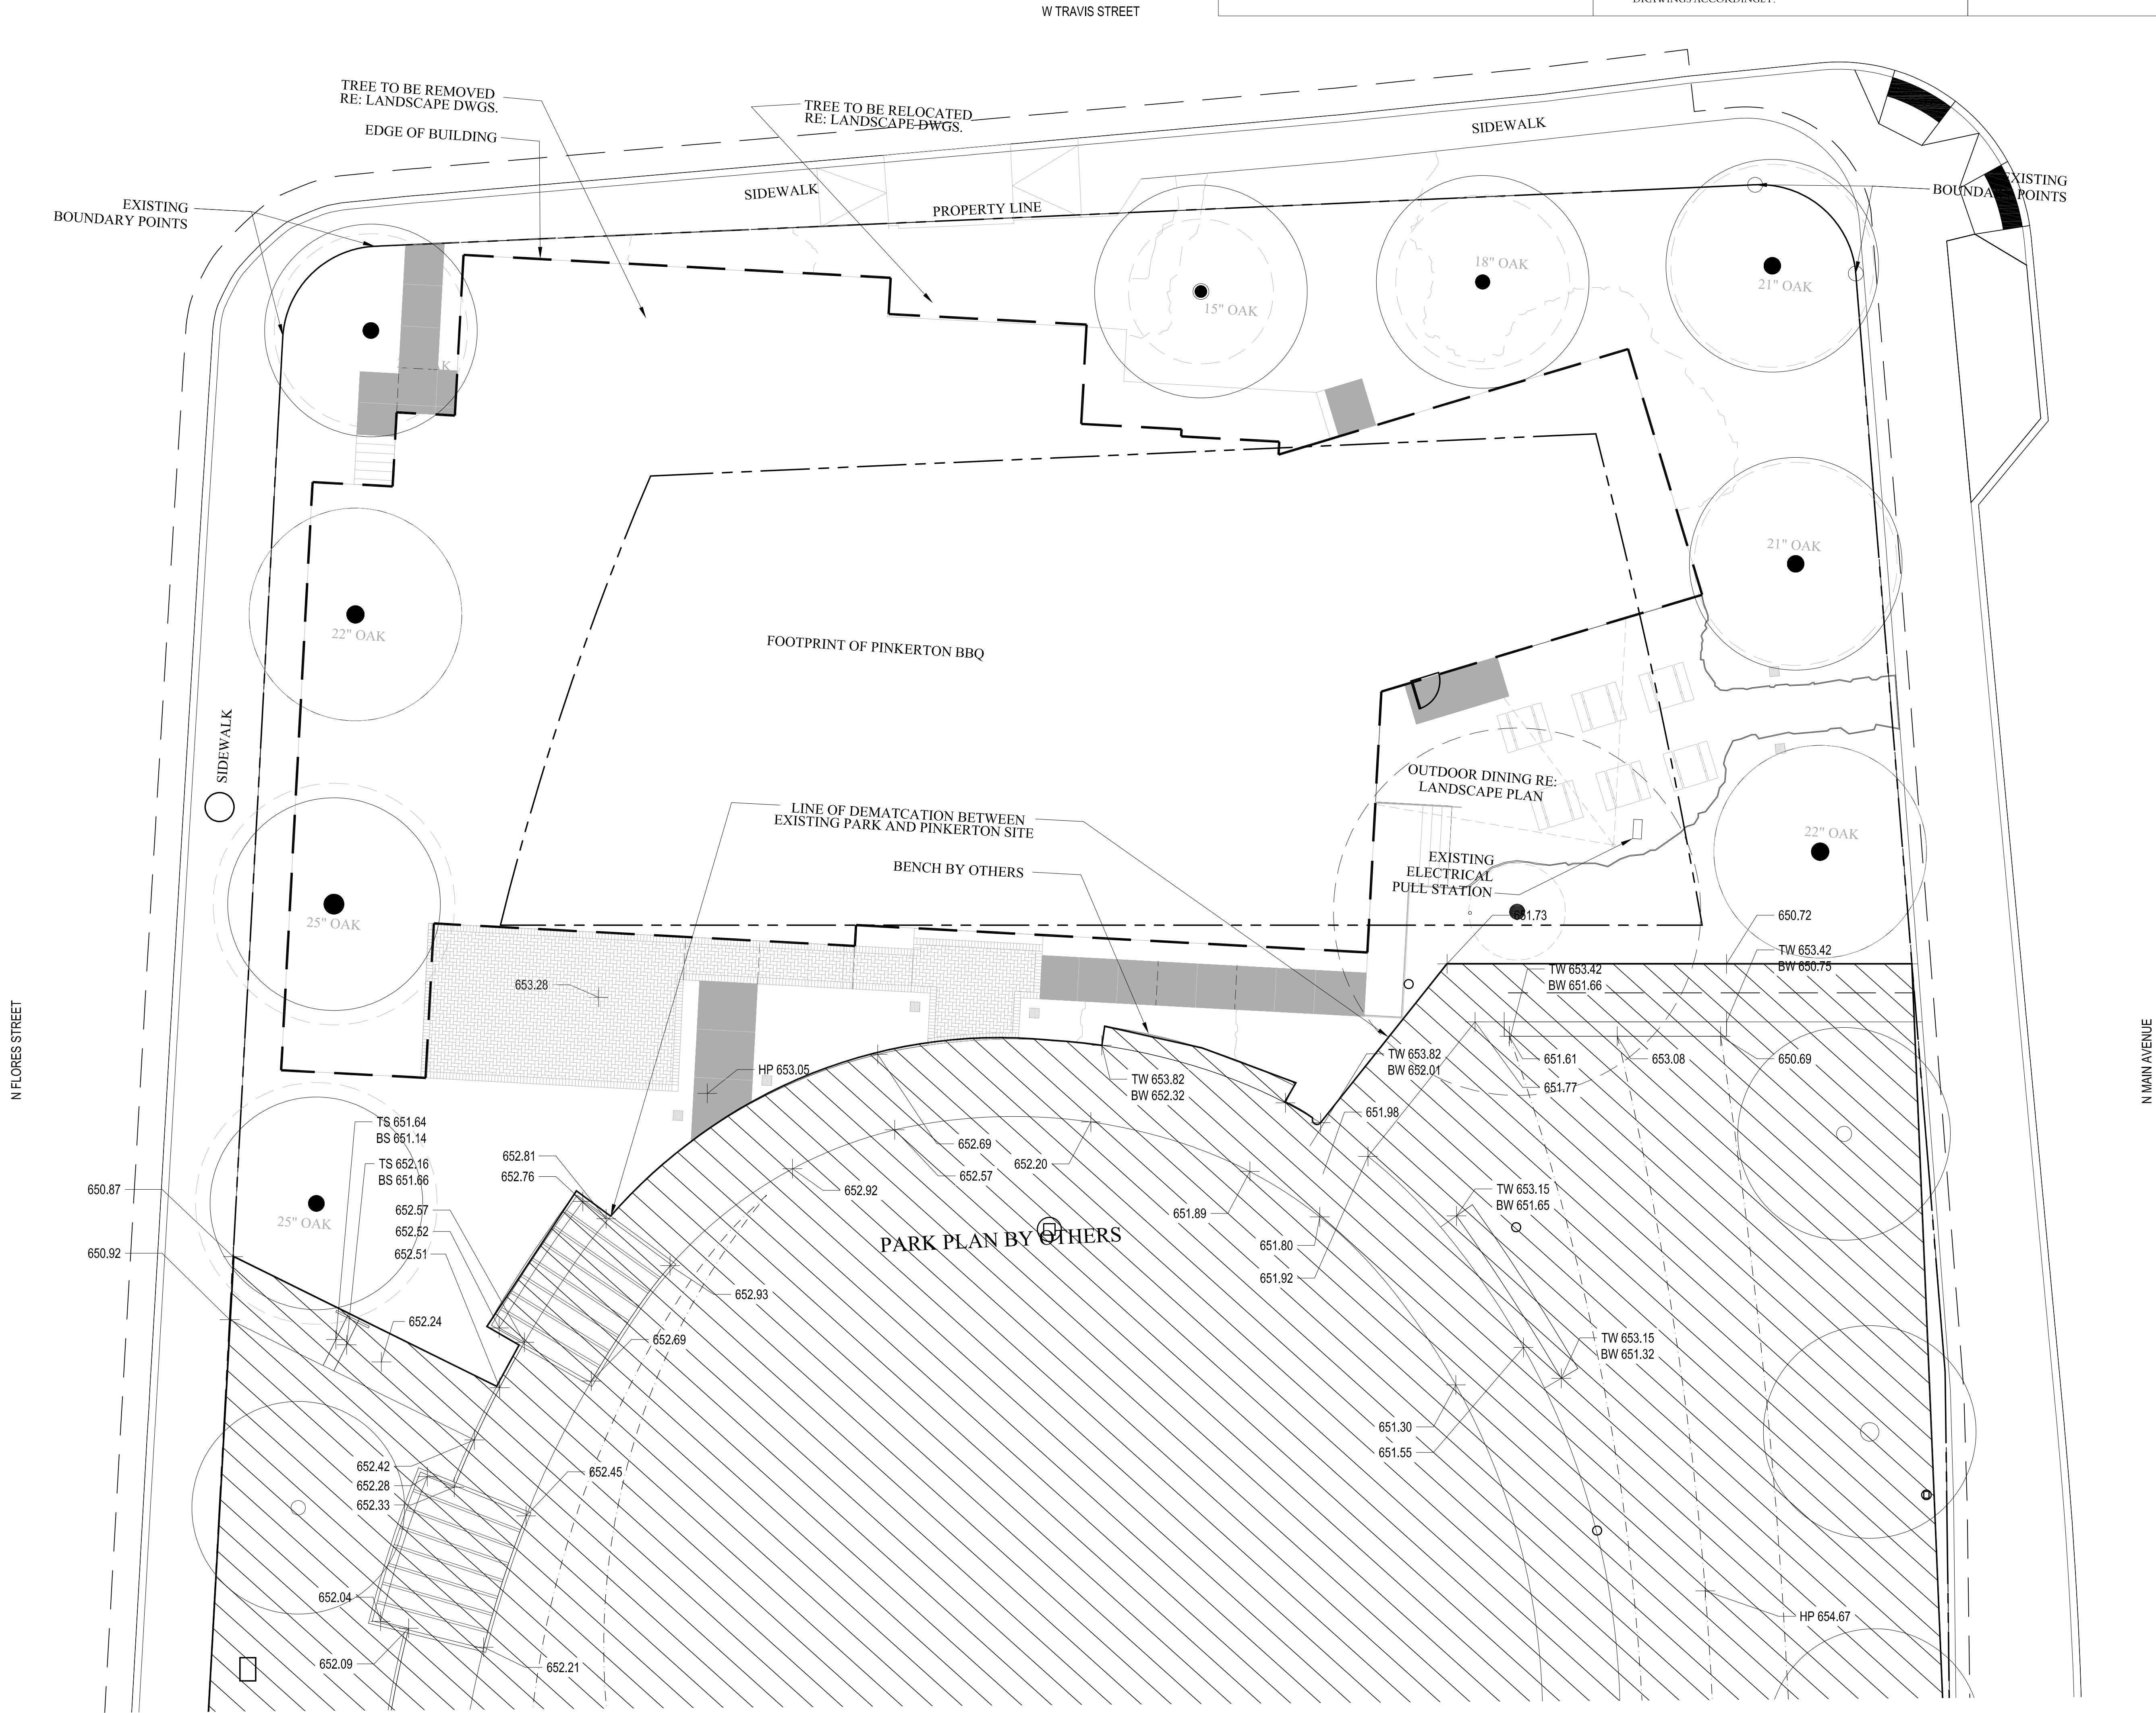 W TRAVIS STREET
TREE TO BE REMOVED
RE: LANDSCAPE DWGS.
EDGE OF BUILDING
TREE TO BE RELOCATED
RE: LANDSCAPE DWGS.
SIDEWALK
SIDEWALK
PROPERTY LINE
EXISTING
BOUNDARY POINTS
EXISTING
BOUNDARY POINTS
18" OAK
21" OAK
15" OAK
21" OAK
22" OAK
FOOTPRINT OF PINKERTON BBQ
SIDEWALK
OUTDOOR DINING RE:
LANDSCAPE PLAN
LINE OF DEMATCATION BETWEEN
EXISTING PARK AND PINKERTON SITE
22" OAK
BENCH BY OTHERS
EXISTING
ELECTRICAL
PULL STATION
25" OAK
651.73
650.72
TW 653.42
BW 650.75
TW 653.42
BW 651.66
653.28
N FLORES STREET
N MAIN AVENUE
HP 653.05
TW 653.82
BW 652.01
651.61
653.08
650.69
651.77
TW 653.82
BW 652.32
651.98
TS 651.64
BS 651.14
652.69
652.81
652.20
TS 652.16
BS 651.66
652.76
652.57
650.87
652.92
TW 653.15
BW 651.65
652.57
651.89
25" OAK
652.52
PARK PLAN BY OTHERS
651.80
650.92
652.51
651.92
652.93
652.24
652.69
TW 653.15
BW 651.32
651.30
651.55
652.42
652.45
652.28
652.33
652.04
HP 654.67
652.09
652.21